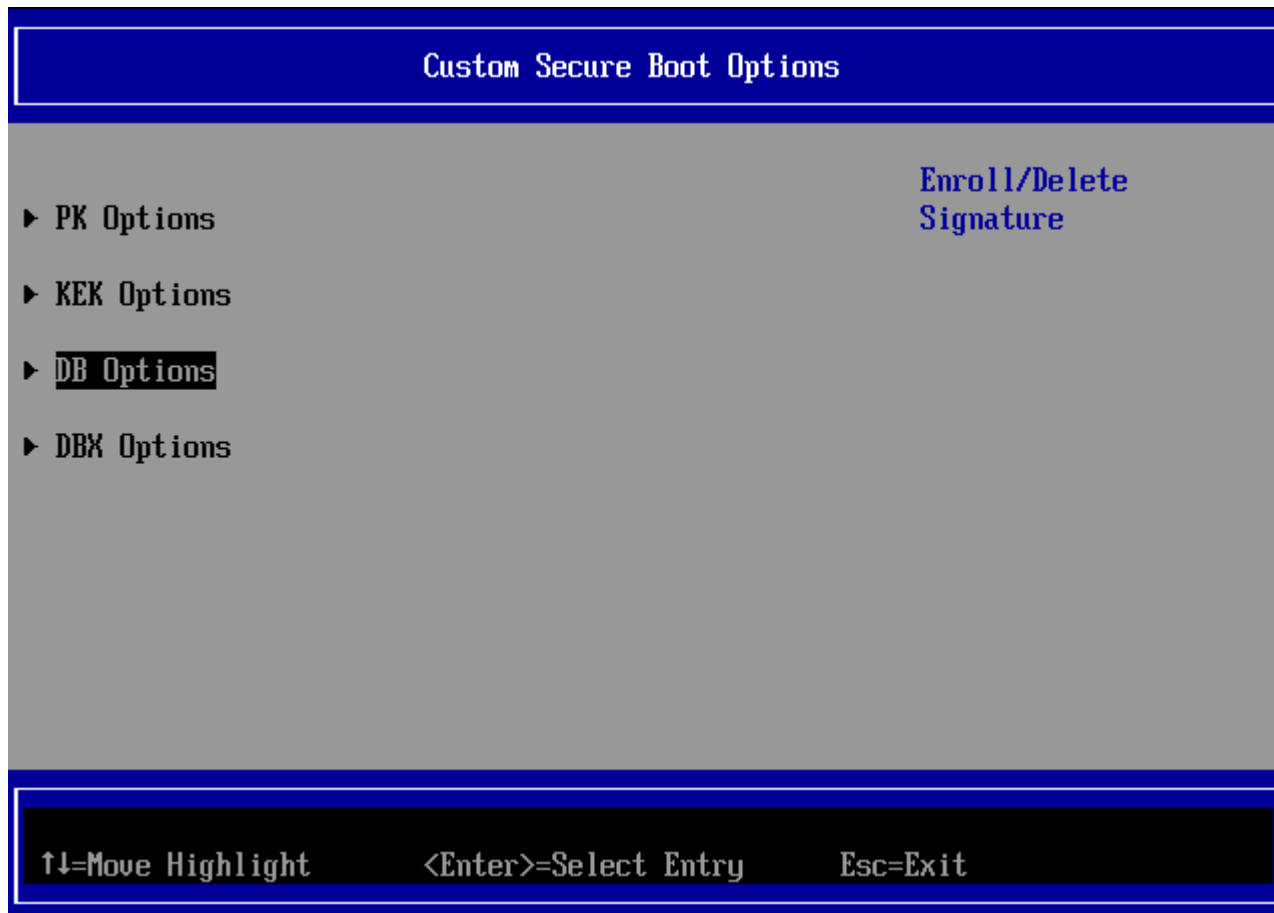 Custom Secure Boot Options
Enroll/Delete
Signature
► PK Options
► KEK Options
► DB Options
► DBX Options
↑↓=Move Highlight <Enter>=Select Entry Esc=Exit